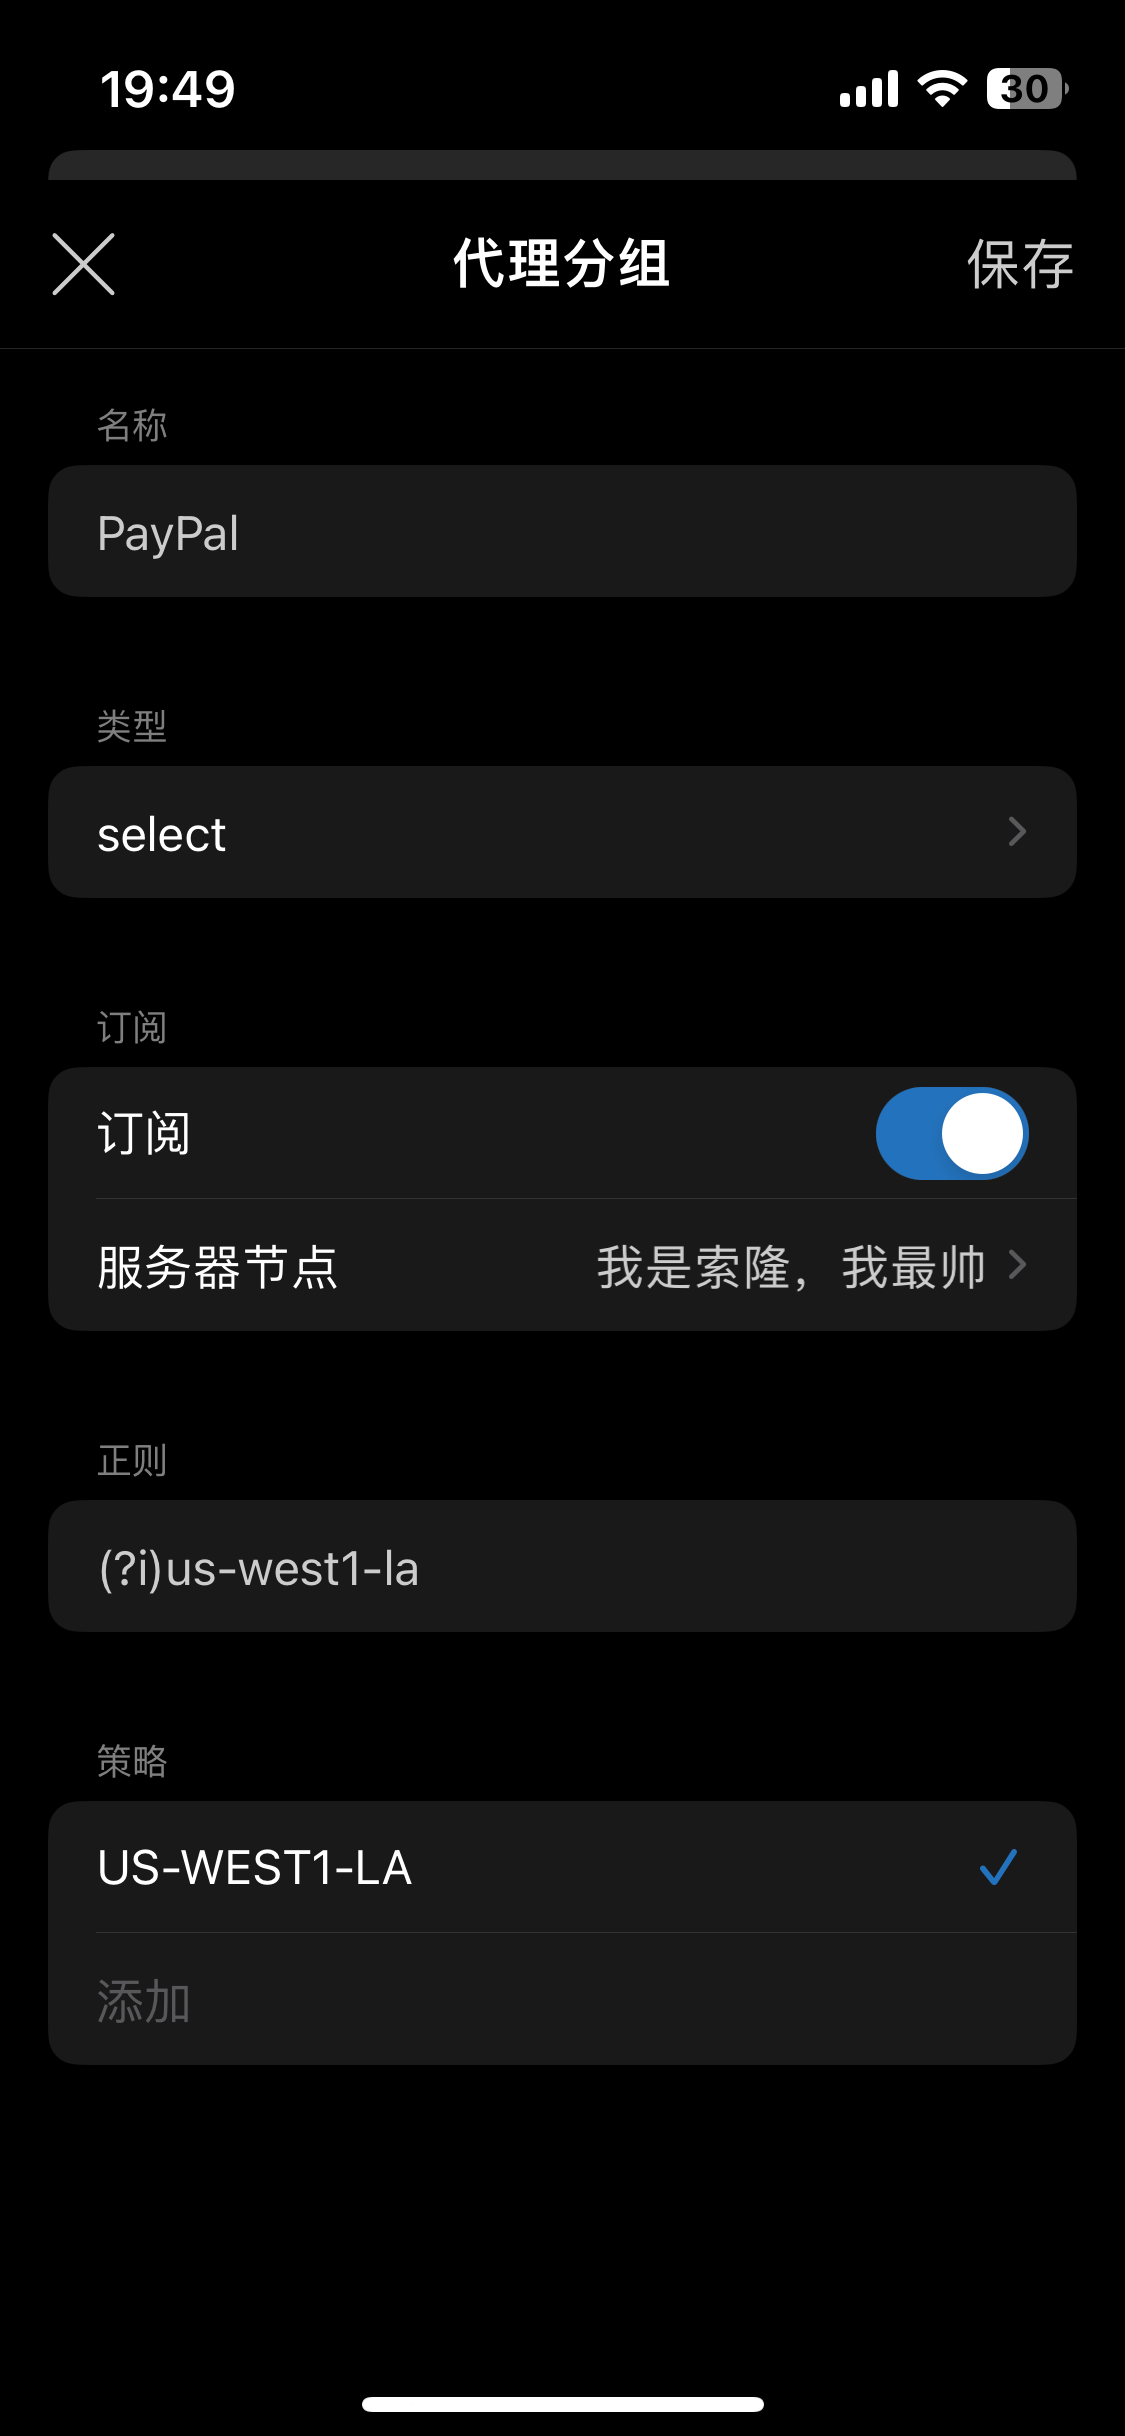 19:49
30
代理分组
保存
名称
PayPal
类型
select
订阅
订阅
服务器节点 我是索隆，我最帅
正则
(?i)us-west1-la
策略
US-WEST1-LA
添加